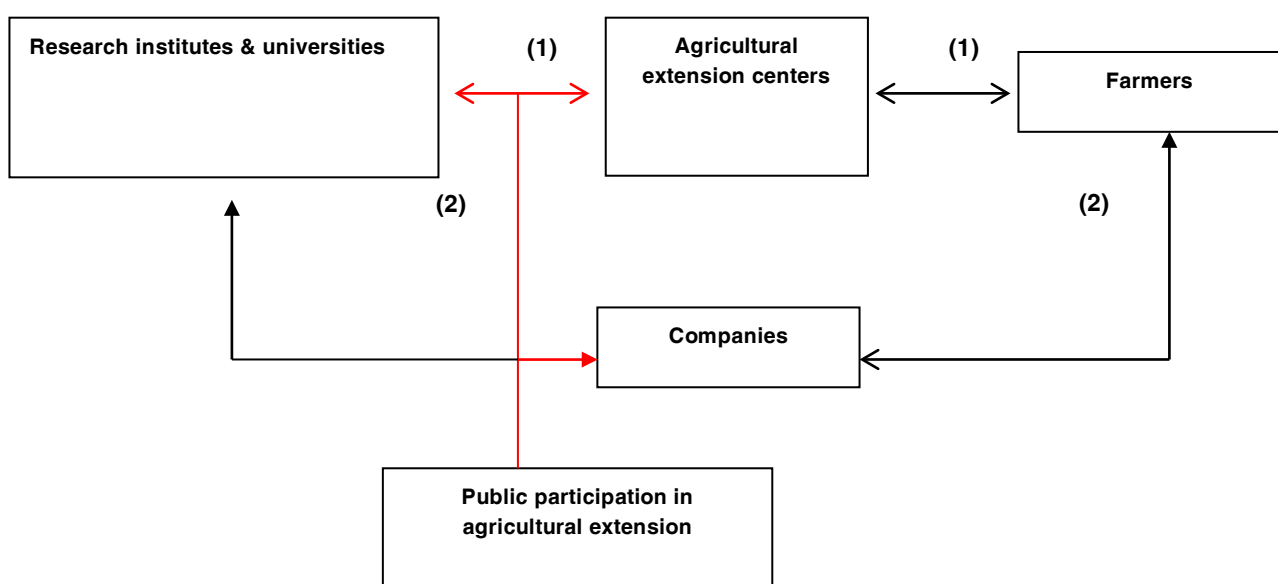 Research institutes & universities
(1)
Agricultural
extension centers
(1)
Farmers
(2)
(2)
Companies
Public participation in
agricultural extension